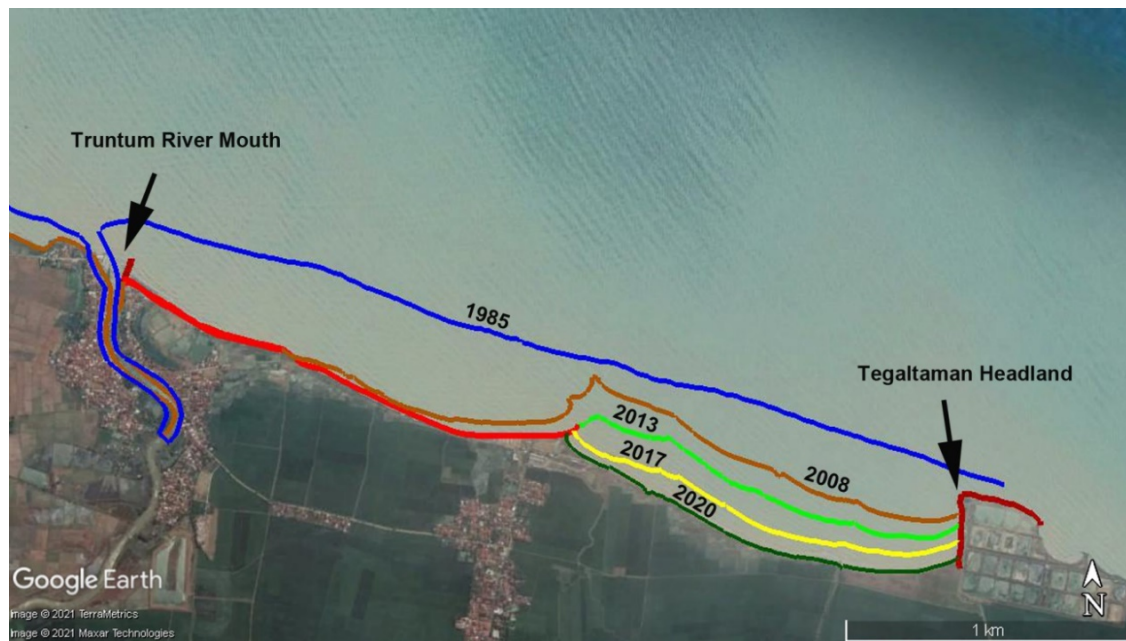 Truntum River Mouth
1985
Tegaltaman Headland
2013
2017
2008
2020
Google Earth
Image © 2021 TerraMetrics
Image © 2021 Maxar Technologies
1 km
N